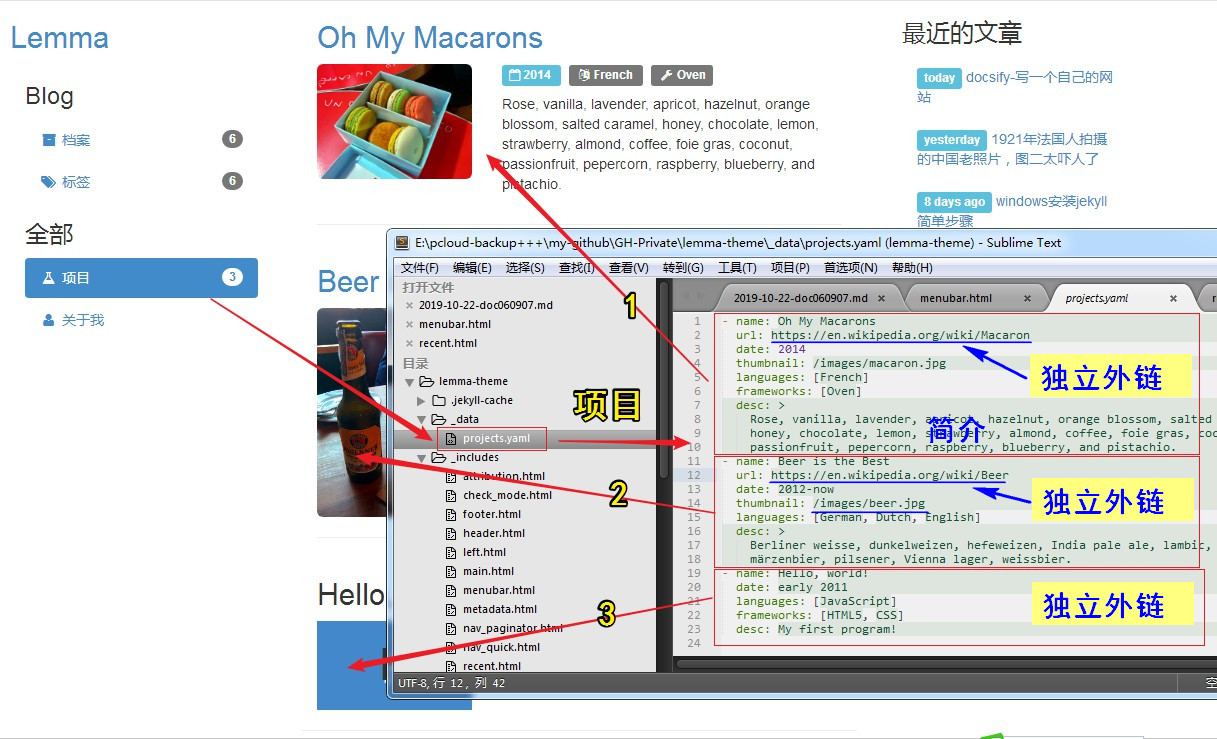 Lemma
Blog
档案 6
标签 6
全部
项目 3
关于我
Oh My Macarons
2014 French Oven
Rose, vanilla, lavender, apricot, hazelnut, orange
blossom, salted caramel, honey, chocolate, lemon,
strawberry, almond, coffee, foie gras, coconut,
passionfruit, pepercorn, raspberry, blueberry, and
pistachio.
Beer
Hello
最近的文章
today docsify-写一个自己的网
站
yesterday 1921年法国人拍摄
的中国老照片，图二太吓人了
8 days ago windows安装jekyll
简单步骤
E:\pcloud-backup+++\my-github\GH-Private\lemma-theme\_data\projects.yaml (lemma-theme) - Sublime Text
文件(F) 编辑(E) 选择(S) 查找(I) 查看(V) 转到(G) 工具(T) 项目(P) 首选项(N) 帮助(H)
打开文件
2019-10-22-doc060907.md
menubar.html
recent.html
目录
lemma-theme
.jekyll-cache
_data
projects.yaml
_includes
attribution.html
check_mode.html
footer.html
header.html
left.html
main.html
menubar.html
metadata.html
nav_paginator.html
nav_quick.html
recent.html
2019-10-22-doc060907.md menubar.html projects.yaml r
1 - name: Oh My Macarons
2 url: https://en.wikipedia.org/wiki/Macaron
3 date: 2014
4 thumbnail: /images/macaron.jpg
5 languages: [French]
6 frameworks: [Oven]
7 desc: >
8 Rose, vanilla, lavender, apricot, hazelnut, orange blossom, salted
9 honey, chocolate, lemon, strawberry, almond, coffee, foie gras, coc
10 passionfruit, pepercorn, raspberry, blueberry, and pistachio.
11 - name: Beer is the Best
12 url: https://en.wikipedia.org/wiki/Beer
13 date: 2012-now
14 thumbnail: /images/beer.jpg
15 languages: [German, Dutch, English]
16 desc: >
17 Berliner weisse, dunkelweizen, hefeweizen, India pale ale, lambic,
18 märzenbier, pilsener, Vienna lager, weissbier.
19 - name: Hello, world!
20 date: early 2011
21 languages: [JavaScript]
22 frameworks: [HTML5, CSS]
23 desc: My first program!
24
1
项目
2
3
独立外链
简介
独立外链
独立外链
UTF-8, 行 12, 列 42
空